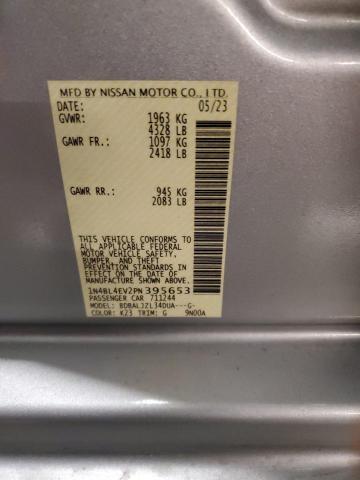 MFD BY NISSAN MOTOR CO., LTD.
DATE: 05/23
GVWR: 1963 KG
4328 LB
GAWR FR.: 1097 KG
2418 LB
GAWR RR.: 945 KG
2083 LB
THIS VEHICLE CONFORMS TO
ALL APPLICABLE FEDERAL
MOTOR VEHICLE SAFETY,
BUMPER, AND THEFT
PREVENTION STANDARDS
IN EFFECT ON THE DATE OF
MANUFACTURE SHOWN ABOVE.
1N4BL4EV2PN395653
PASSENGER CAR 711244
MODEL: BDBALJZL34DUA---G-
COLOR: K23 TRIM: G 9N00A